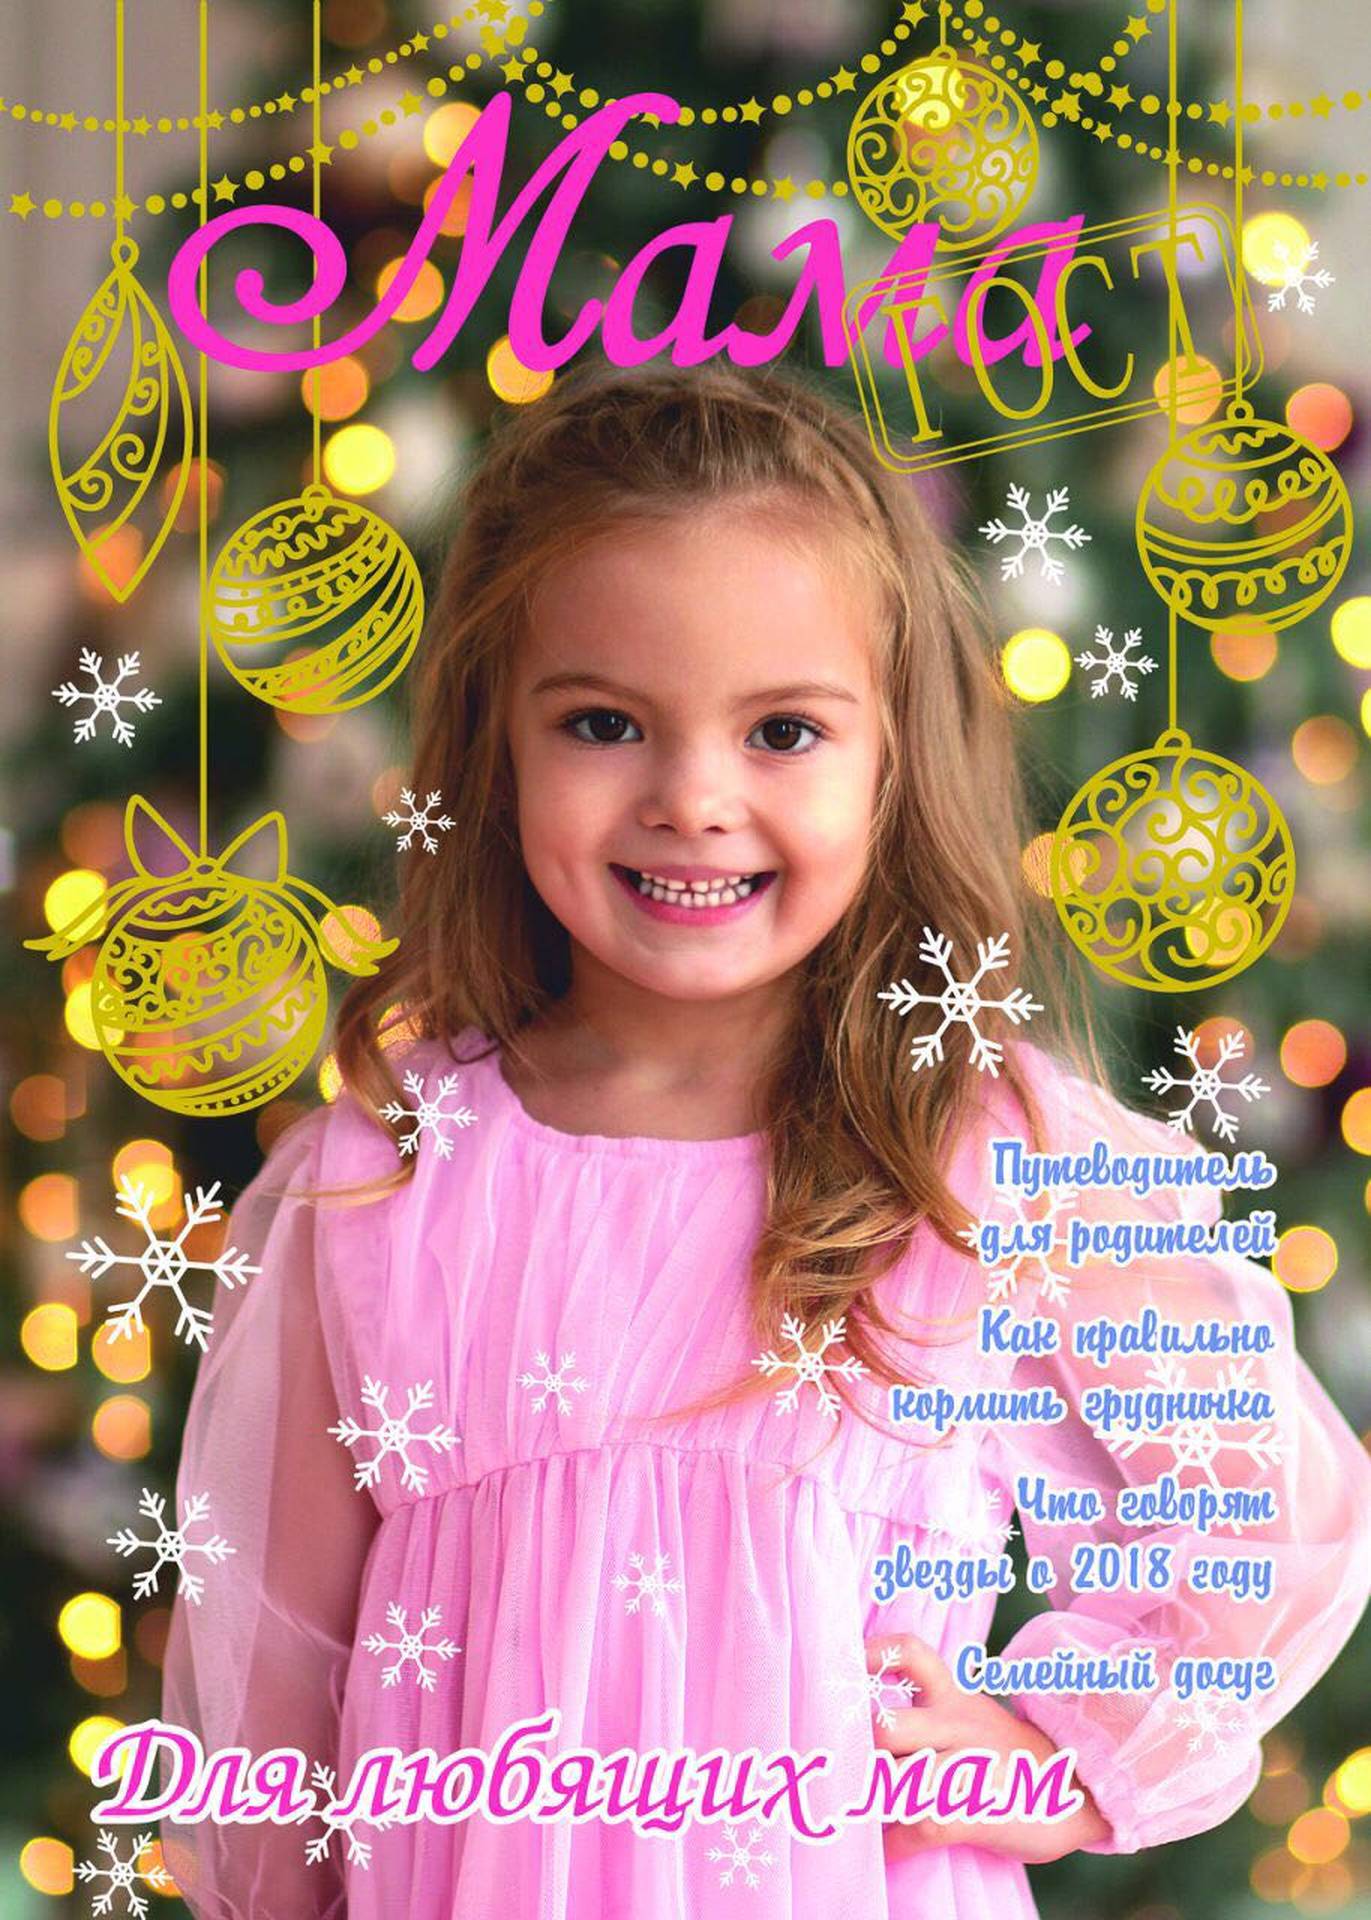 Мама
ГОСТ
Путеводитель
для родителей
Как правильно
кормить грудничка
Что говорят
звезды о 2018 году
Семейный досуг
Для любящих мам